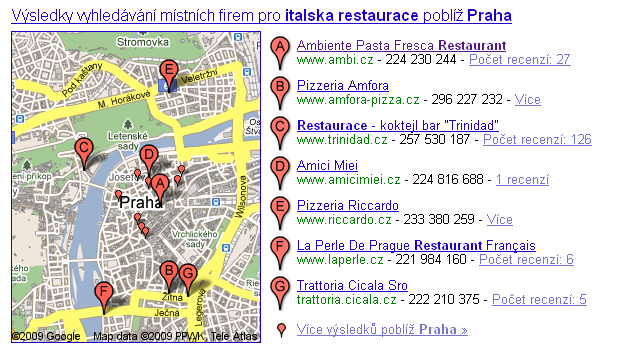 Výsledky vyhledávání místních firem pro italska restaurace poblíž Praha
A Ambiente Pasta Fresca Restaurant
www.ambi.cz - 224 230 244 - Počet recenzí: 27
B Pizzeria Amfora
www.amfora-pizza.cz - 296 227 232 - Více
C Restaurace - koktejl bar "Trinidad"
www.trinidad.cz - 257 530 187 - Počet recenzí: 126
D Amici Miei
www.amicimiei.cz - 224 816 688 - 1 recenzí
E Pizzeria Riccardo
www.riccardo.cz - 233 380 259 - Více
F La Perle De Prague Restaurant Français
www.laperle.cz - 221 984 160 - Počet recenzí: 6
G Trattoria Cicala Sro
trattoria.cicala.cz - 222 210 375 - Počet recenzí: 5
Více výsledků poblíž Praha »
Stromovka
E
Veletržní
Pod kaštany
M. Horákové
Letenské
sady
C
D
Josefov
A
Praha
Wilsonova
Vrchlického
sady
B
G
Žitná
F
Ječná
Legerova
©2009 Google Map data ©2009 PPWK, Tele Atlas